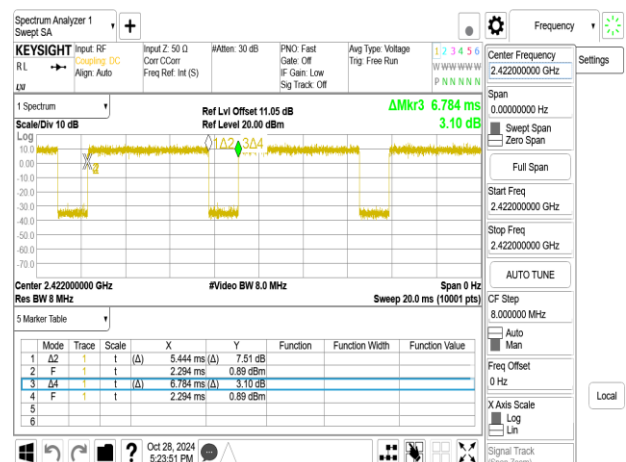 Spectrum Analyzer 1
Swept SA
+
Frequency
KEYSIGHT
RL
Input: RF
Coupling: DC
Align: Auto
Input Z: 50 Ω
Corr CCorr
Freq Ref: Int (S)
#Atten: 30 dB
PNO: Fast
Gate: Off
IF Gain: Low
Sig Track: Off
Avg Type: Voltage
Trig: Free Run
1 2 3 4 5 6
W W W W W W
P N N N N N
LXI
1 Spectrum
Scale/Div 10 dB
Ref Lvl Offset 11.05 dB
Ref Level 20.00 dBm
ΔMkr3 6.784 ms
3.10 dB
Log
10.0
0.00
-10.0
-20.0
-30.0
-40.0
-50.0
-60.0
-70.0
1Δ2 3Δ4
Center 2.422000000 GHz
Res BW 8 MHz
#Video BW 8.0 MHz
Span 0 Hz
Sweep 20.0 ms (10001 pts)
5 Marker Table
Mode Trace Scale X Y Function Function Width Function Value
1 Δ2 1 t (Δ) 5.444 ms (Δ) 7.51 dB
2 F 1 t 2.294 ms 0.89 dBm
3 Δ4 1 t (Δ) 6.784 ms (Δ) 3.10 dB
4 F 1 t 2.294 ms 0.89 dBm
5
6
?
Oct 28, 2024
5:23:51 PM
Center Frequency
2.422000000 GHz
Settings
Span
0.00000000 Hz
Swept Span
Zero Span
Full Span
Start Freq
2.422000000 GHz
Stop Freq
2.422000000 GHz
AUTO TUNE
CF Step
8.000000 MHz
Auto
Man
Freq Offset
0 Hz
X Axis Scale
Log
Lin
Local
Signal Track
(Span Zoom)